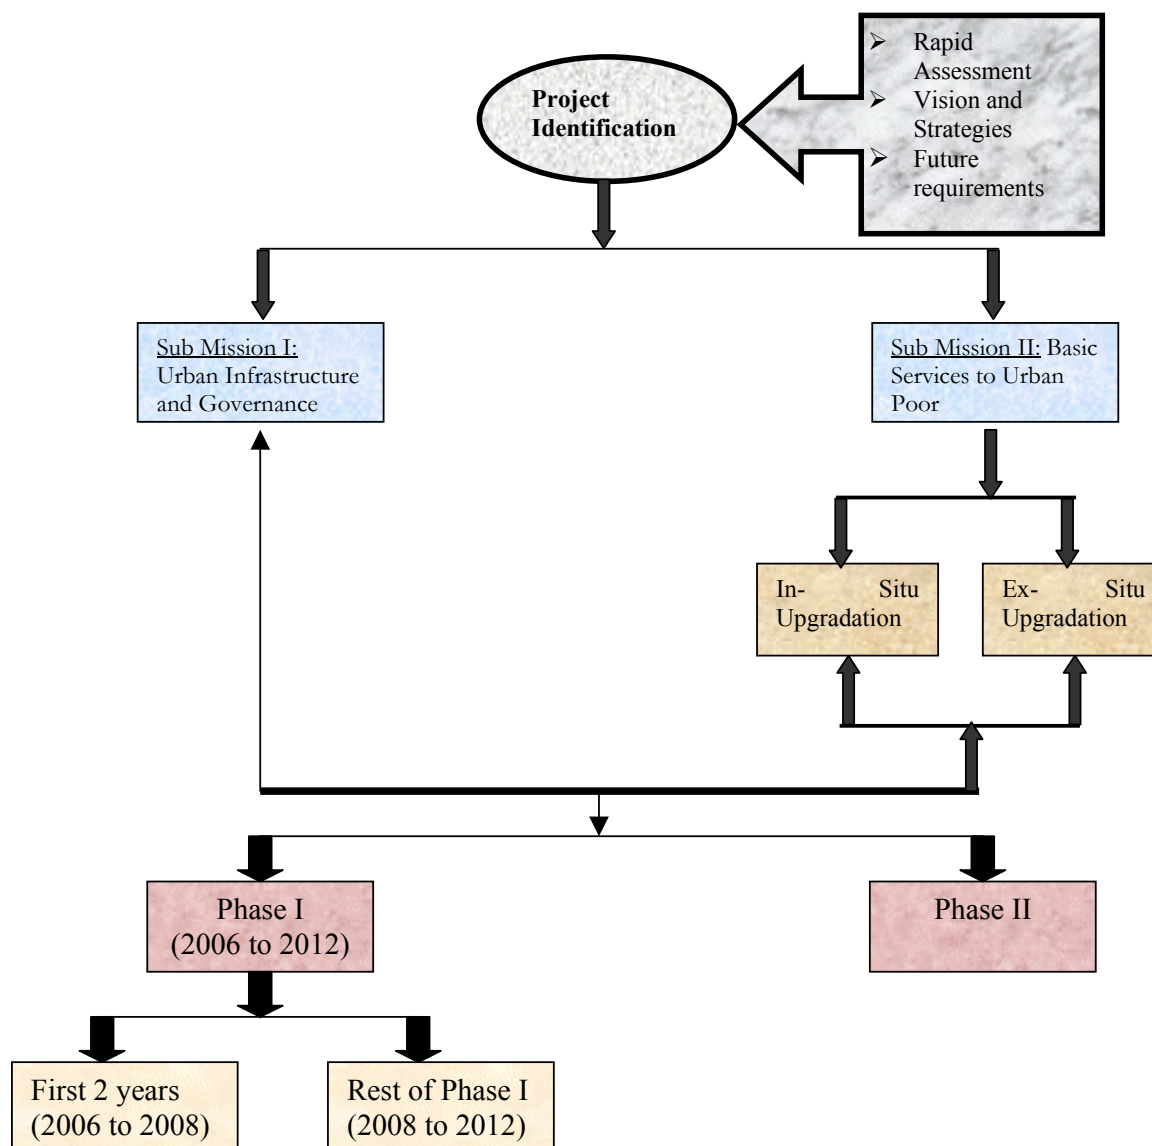 Project
Identification
➢ Rapid
Assessment
➢ Vision and
Strategies
➢ Future
requirements
Sub Mission I:
Urban Infrastructure
and Governance
Sub Mission II: Basic
Services to Urban
Poor
In- Situ
Upgradation
Ex- Situ
Upgradation
Phase I
(2006 to 2012)
Phase II
First 2 years
(2006 to 2008)
Rest of Phase I
(2008 to 2012)